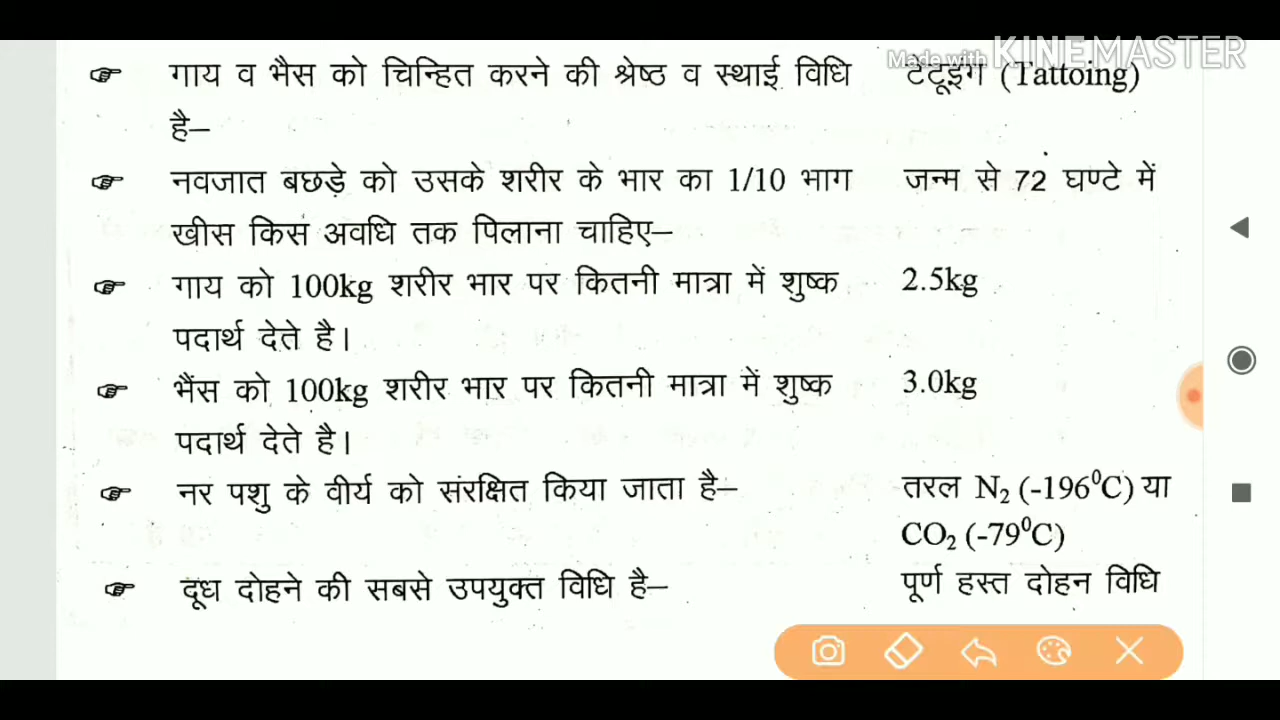 Made with KINEMASTER
☞ गाय व भैस को चिन्हित करने की श्रेष्ठ व स्थाई विधि टेटूइंग (Tattoing)
है–
☞ नवजात बछड़े को उसके शरीर के भार का 1/10 भाग जन्म से 72 घण्टे में
खीस किस अवधि तक पिलाना चाहिए–
☞ गाय को 100kg शरीर भार पर कितनी मात्रा में शुष्क 2.5kg
पदार्थ देते है।
☞ भैंस को 100kg शरीर भार पर कितनी मात्रा में शुष्क 3.0kg
पदार्थ देते है।
☞ नर पशु के वीर्य को संरक्षित किया जाता है– तरल N₂ (-196⁰C) या
CO₂ (-79⁰C)
☞ दूध दोहने की सबसे उपयुक्त विधि है– पूर्ण हस्त दोहन विधि